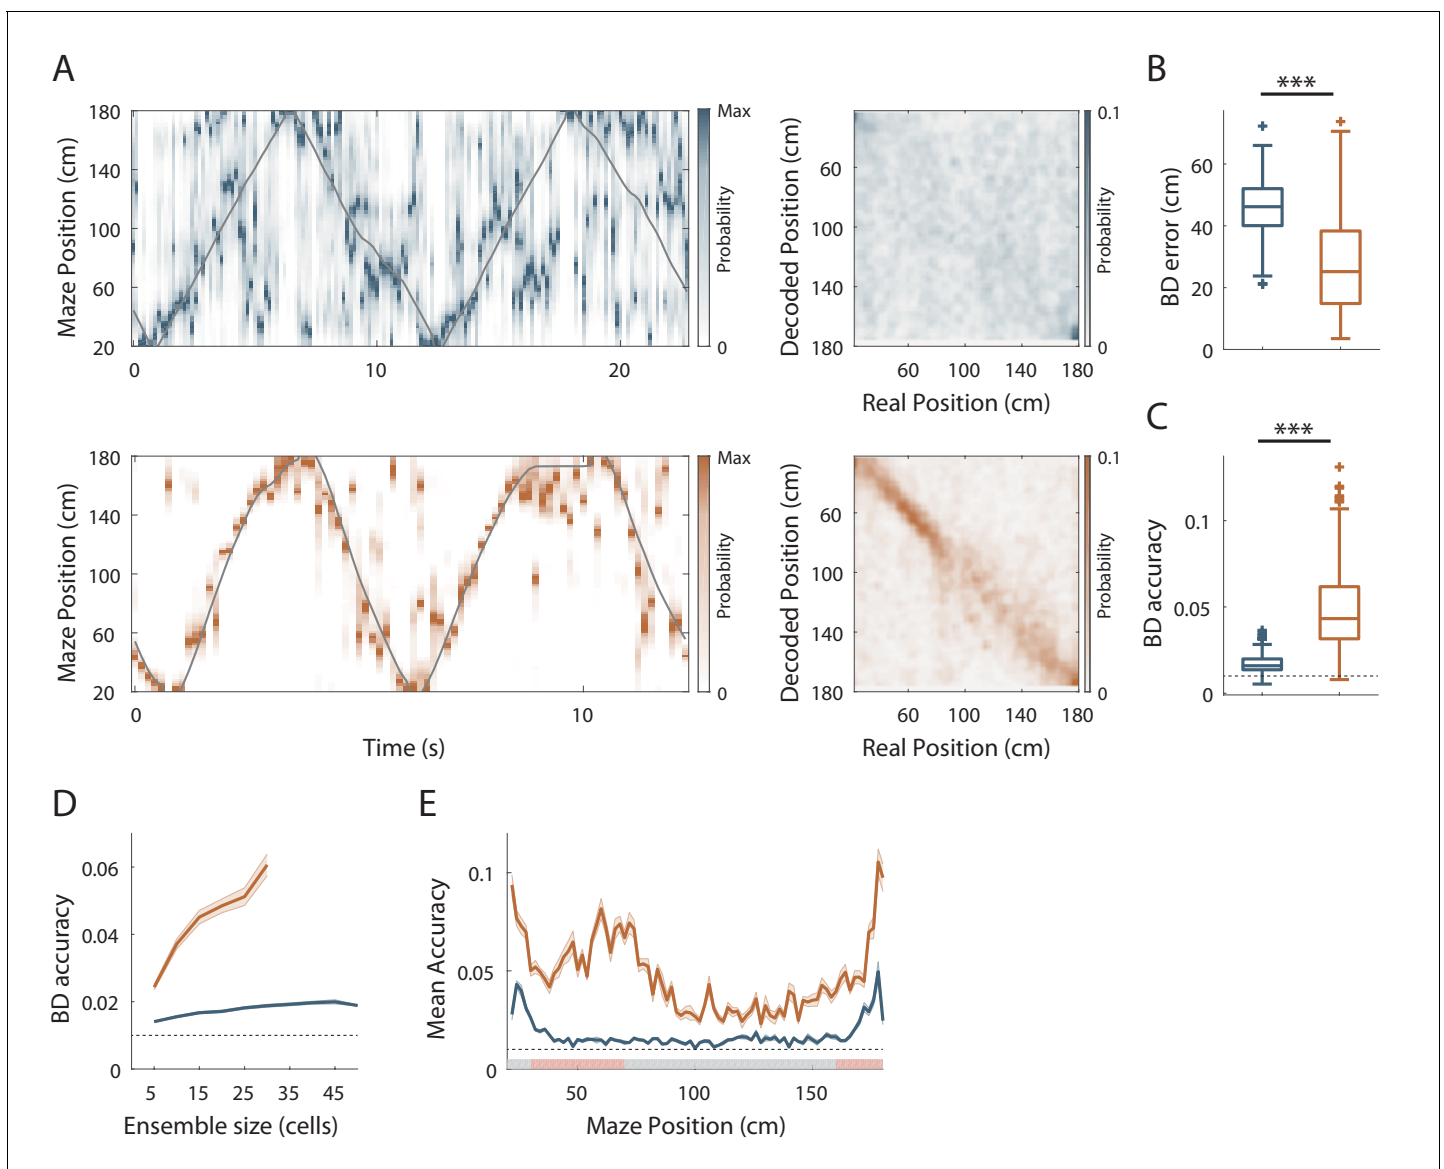 A
Maze Position (cm)
180
140
100
60
20
0
10
20
Max
Probability
0
Decoded Position (cm)
60
100
140
180
60
100
140
180
Real Position (cm)
0.1
Probability
0
B
***
BD error (cm)
60
40
20
0
Maze Position (cm)
180
140
100
60
20
0
10
Time (s)
Max
Probability
0
Decoded Position (cm)
60
100
140
180
60
100
140
180
Real Position (cm)
0.1
Probability
0
C
***
BD accuracy
0.1
0.05
0
D
BD accuracy
0.06
0.04
0.02
0
5
15
25
35
45
Ensemble size (cells)
E
Mean Accuracy
0.1
0.05
0
50
100
150
Maze Position (cm)